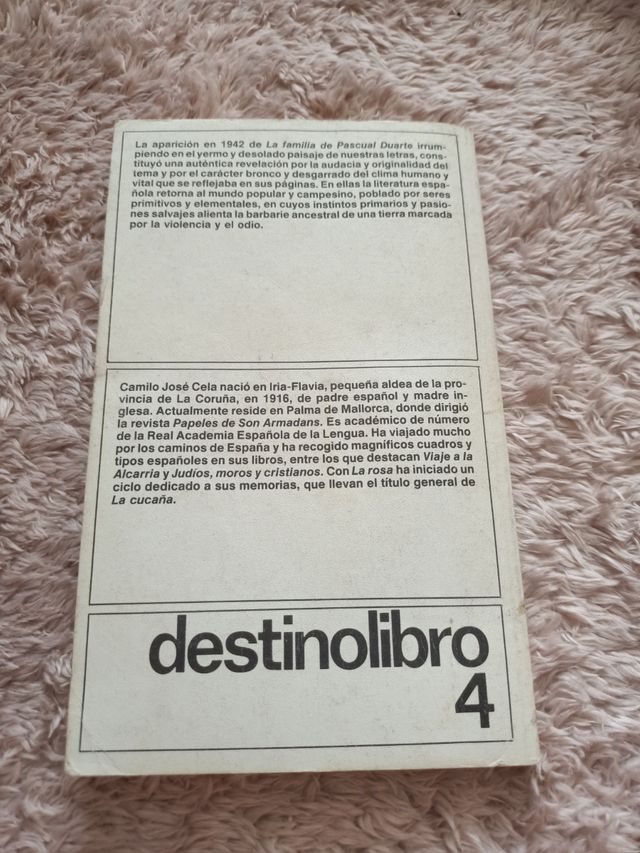 La aparición en 1942 de La familia de Pascual Duarte irrum-
piendo en el yermo y desolado paisaje de nuestras letras, cons-
tituyó una auténtica revelación por la audacia y originalidad del
tema y por el carácter bronco y desgarrado del clima humano y
vital que se reflejaba en sus páginas. En ellas la literatura espa-
ñola retorna al mundo popular y campesino, poblado por seres
primitivos y elementales, en cuyos instintos primarios y pasio-
nes salvajes alienta la barbarie ancestral de una tierra marcada
por la violencia y el odio.
Camilo José Cela nació en Iria-Flavia, pequeña aldea de la pro-
vincia de La Coruña, en 1916, de padre español y madre in-
glesa. Actualmente reside en Palma de Mallorca, donde dirigió
la revista Papeles de Son Armadans. Es académico de número
de la Real Academia Española de la Lengua. Ha viajado mucho
por los caminos de España y ha recogido magníficos cuadros y
tipos españoles en sus libros, entre los que destacan Viaje a la
Alcarria y Judíos, moros y cristianos. Con La rosa ha iniciado un
ciclo dedicado a sus memorias, que llevan el título general de
La cucaña.
destinolibro
4